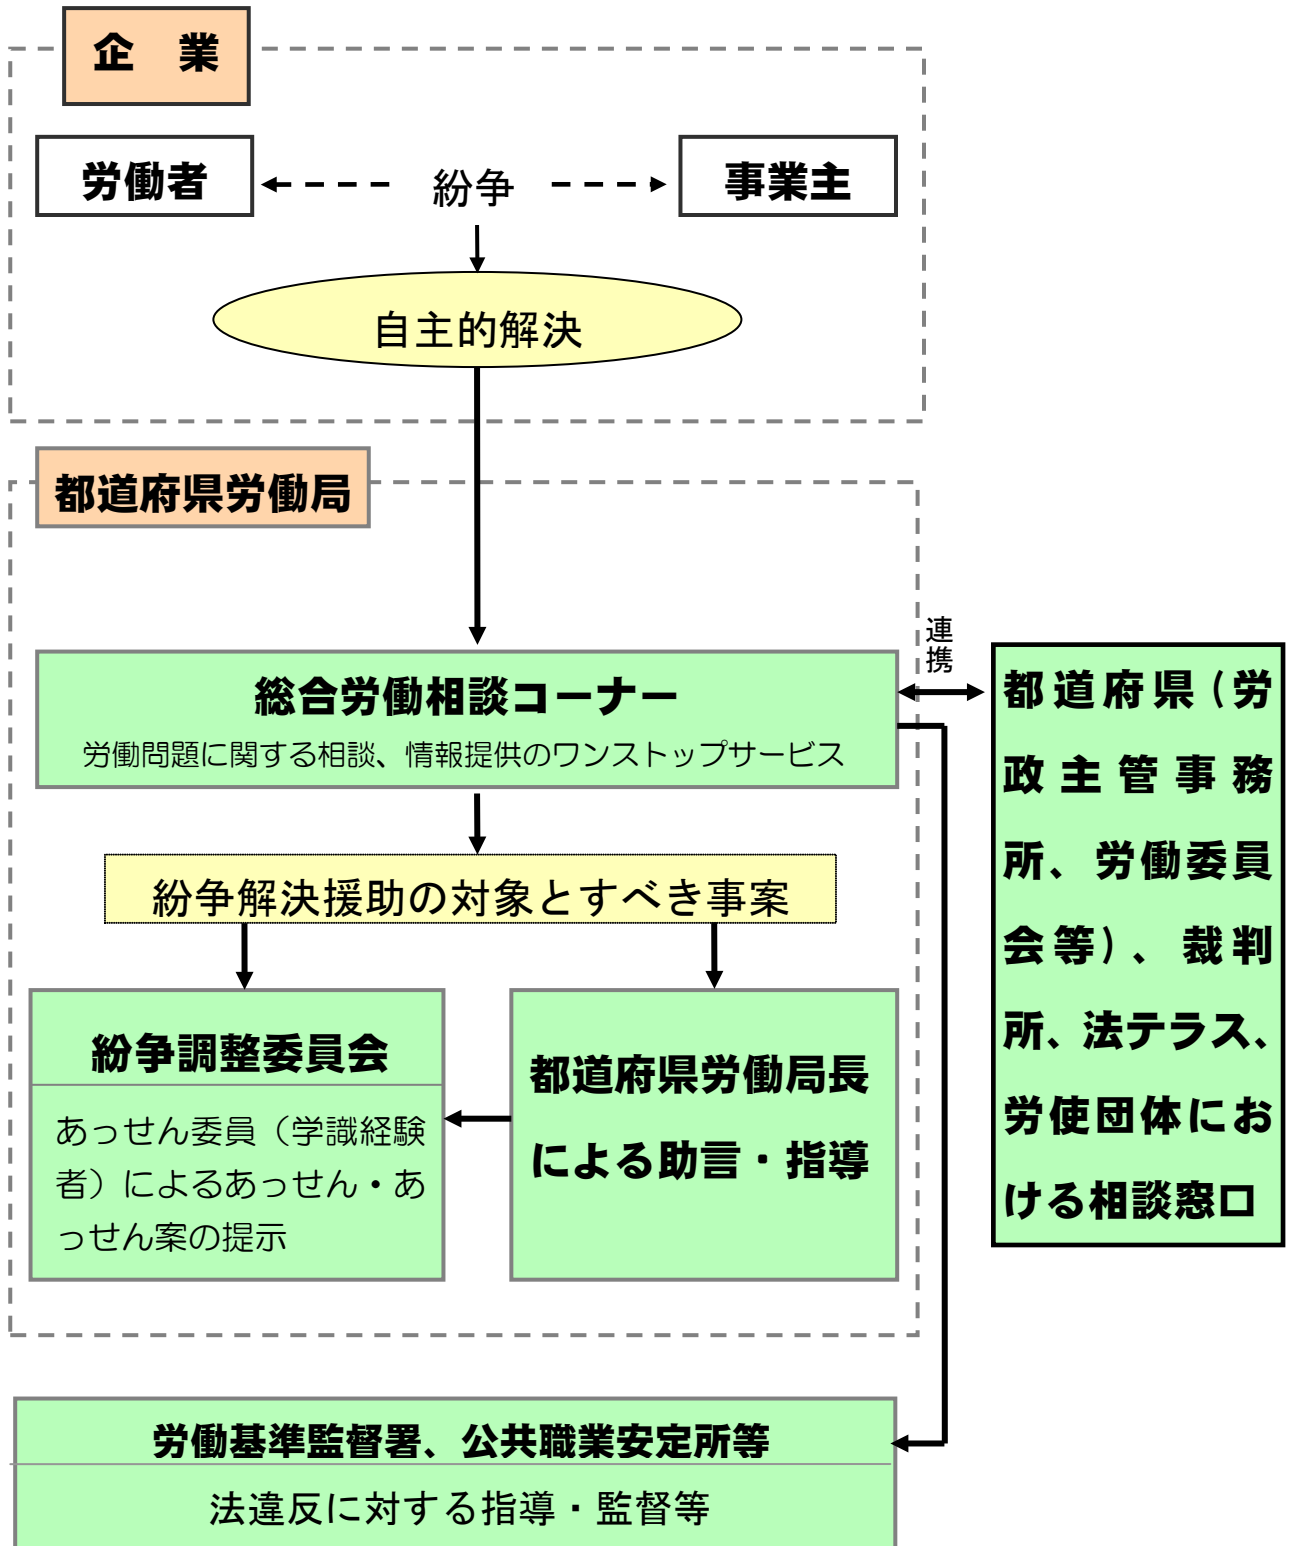 企　業
労働者
紛争
事業主
自主的解決
都道府県労働局
連携
総合労働相談コーナー
労働問題に関する相談、情報提供のワンストップサービス
都道府県（労
政主管事務
所、労働委員
会等）、裁判
所、法テラス、
労使団体にお
ける相談窓口
紛争解決援助の対象とすべき事案
紛争調整委員会
あっせん委員（学識経験
者）によるあっせん・あ
っせん案の提示
都道府県労働局長
による助言・指導
労働基準監督署、公共職業安定所等
法違反に対する指導・監督等